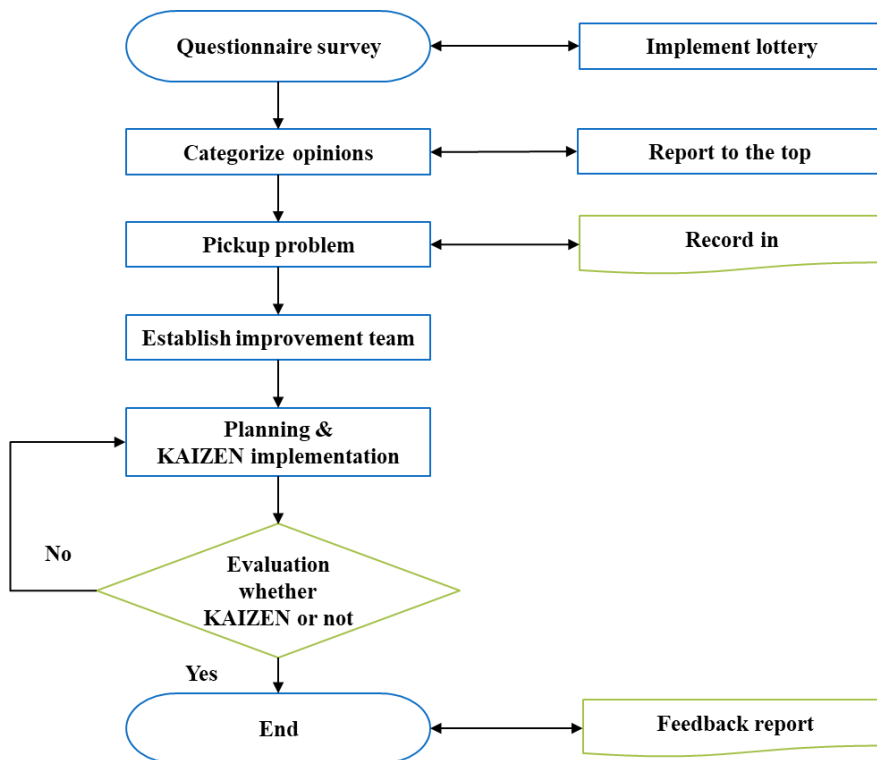 Questionnaire survey
Implement lottery
Categorize opinions
Report to the top
Pickup problem
Record in
Establish improvement team
Planning &
KAIZEN implementation
No
Evaluation
whether
KAIZEN or not
Yes
End
Feedback report